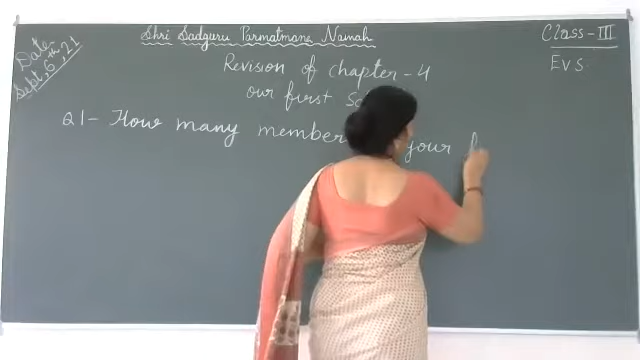 Shri Sadguru Parmatmane Namah
Class - III
Date
Sept, 6th, 21
EVS.
Revision of chapter - 4
our first
Q1 - How many member your